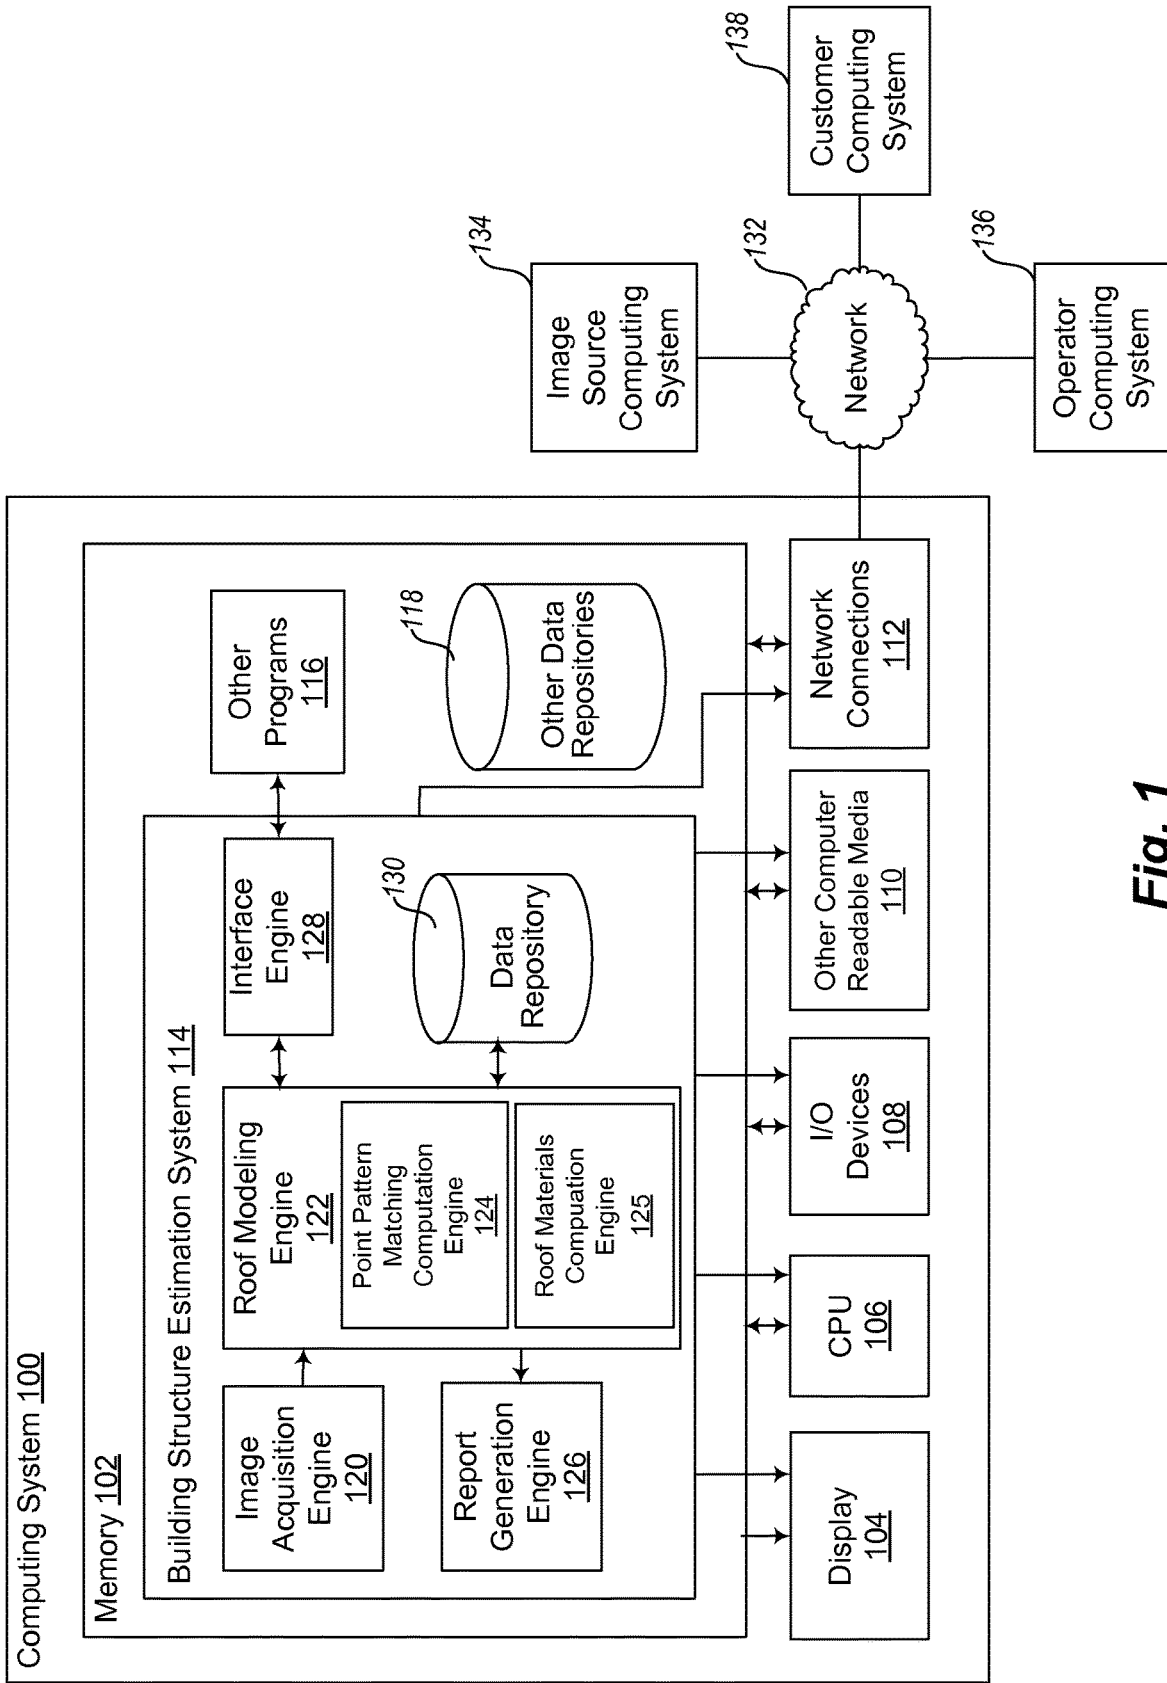 Computing System 100
Memory 102
Building Structure Estimation System 114
Image
Acquisition
Engine
120
Roof Modeling
Engine
122
Point Pattern
Matching
Computation
Engine
124
Roof Materials
Compuation
Engine
125
Interface
Engine
128
Other
Programs
116
Report
Generation
Engine
126
130
Data
Repository
118
Other Data
Repositories
Display
104
CPU
106
I/O
Devices
108
Other Computer
Readable Media
110
Network
Connections
112
134
Image
Source
Computing
System
132
Network
138
Customer
Computing
System
136
Operator
Computing
System
Fig. 1